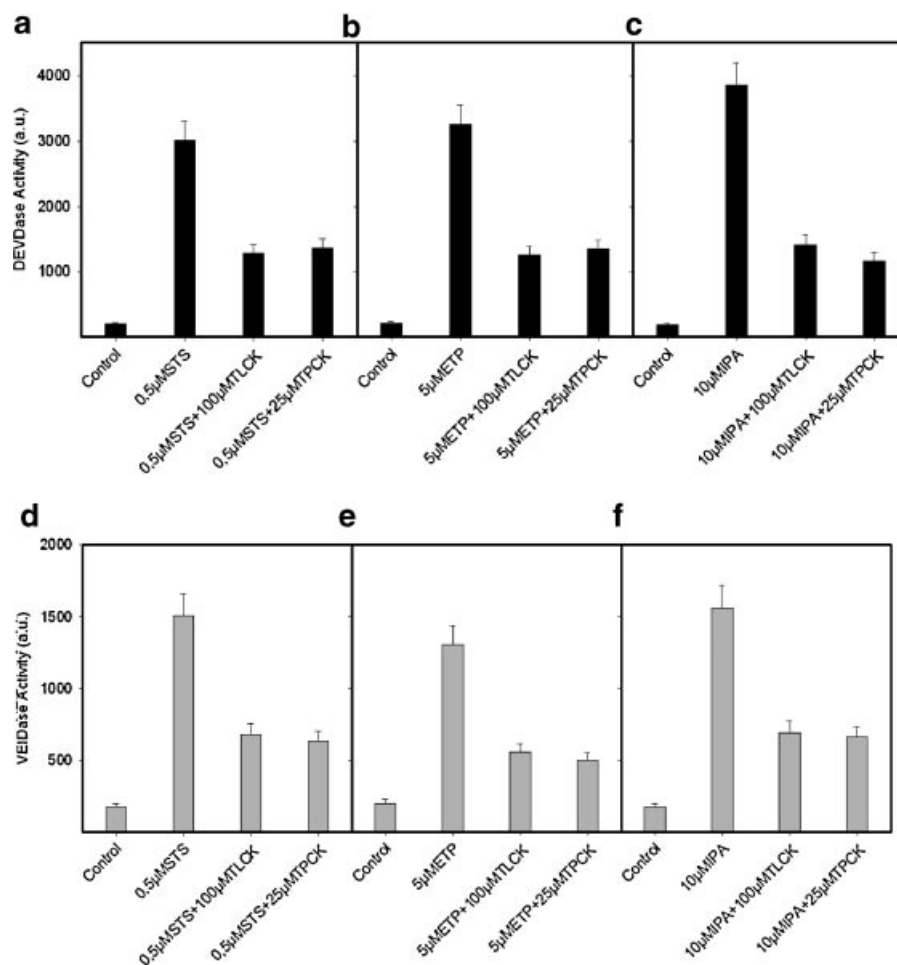 a
b
c
DEVDase Activity (a.u.)
4000
3000
2000
1000
Control
0.5µMSTS
0.5µMSTS+100µMTLCK
0.5µMSTS+25µMTPCK
Control
5µMETP
5µMETP+100µMTLCK
5µMETP+25µMTPCK
Control
10µMIPA
10µMIPA+100µMTLCK
10µMIPA+25µMTPCK
d
e
f
VEIDase Activity (a.u.)
2000
1500
1000
500
Control
0.5µMSTS
0.5µMSTS+100µMTLCK
0.5µMSTS+25µMTPCK
Control
5µMETP
5µMETP+100µMTLCK
5µMETP+25µMTPCK
Control
10µMIPA
10µMIPA+100µMTLCK
10µMIPA+25µMTPCK